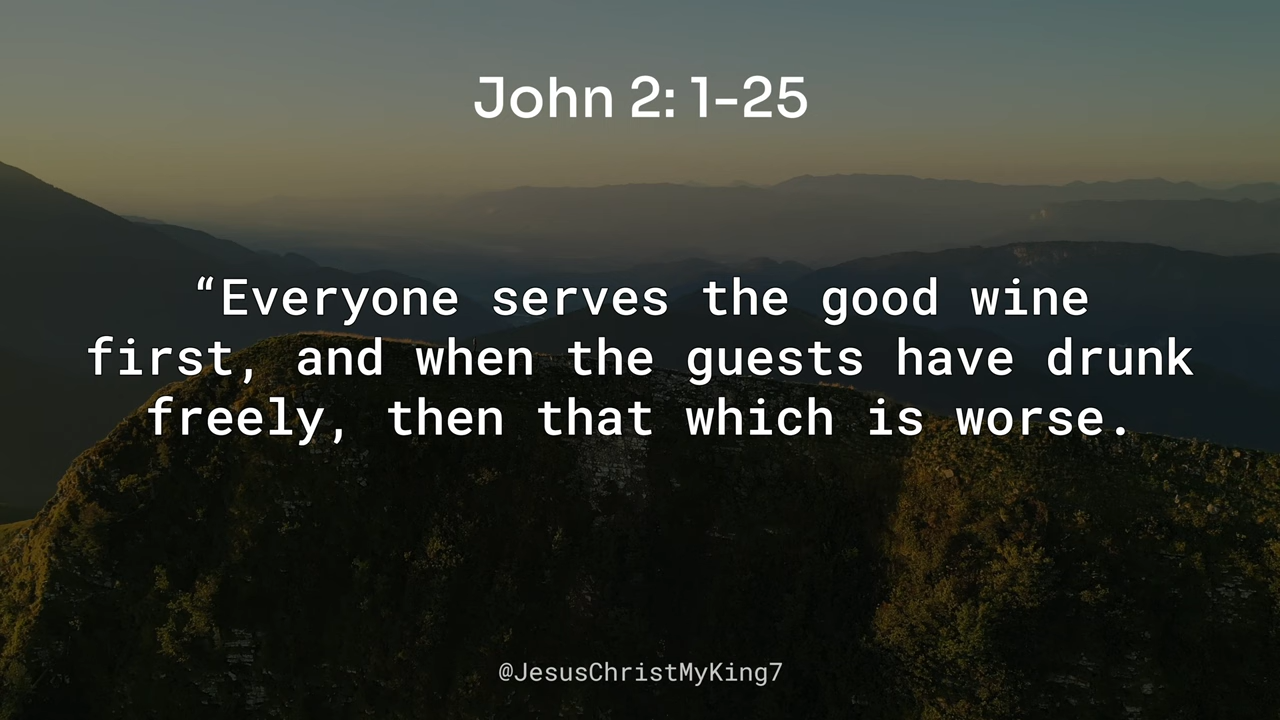 John 2: 1-25
“Everyone serves the good wine
first, and when the guests have drunk
freely, then that which is worse.
@JesusChristMyKing7